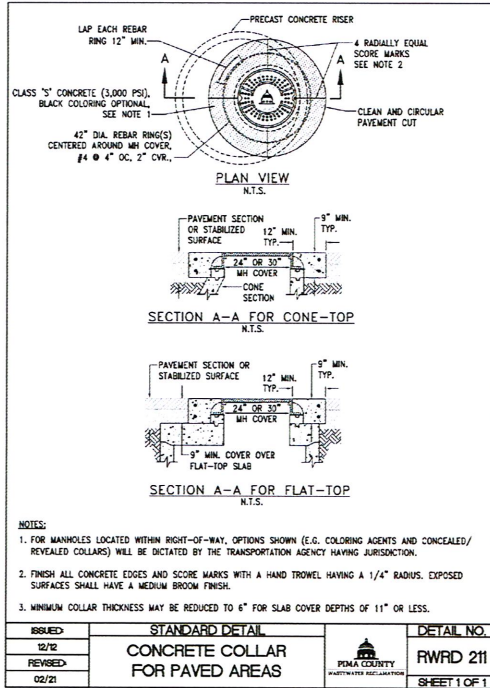 PRECAST CONCRETE RISER
LAP EACH REBAR
RING 12" MIN.
4 RADIALLY EQUAL
SCORE MARKS
SEE NOTE 2
A
A
CLASS "S" CONCRETE (3,000 PSI),
BLACK COLORING OPTIONAL,
SEE NOTE 1
CLEAN AND CIRCULAR
PAVEMENT CUT
42" DIA. REBAR RING(S)
CENTERED AROUND MH COVER,
#4 @ 4" OC, 2" CVR.,
PLAN VIEW
N.T.S.
PAVEMENT SECTION
OR STABILIZED
SURFACE
12" MIN.
TYP.
9" MIN.
TYP.
24" OR 30"
MH COVER
CONE
SECTION
SECTION A-A FOR CONE-TOP
N.T.S.
PAVEMENT SECTION OR
STABILIZED SURFACE
12" MIN.
TYP.
9" MIN.
TYP.
24" OR 30"
MH COVER
9" MIN. COVER OVER
FLAT-TOP SLAB
SECTION A-A FOR FLAT-TOP
N.T.S.
NOTES:
1. FOR MANHOLES LOCATED WITHIN RIGHT-OF-WAY, OPTIONS SHOWN (E.G. COLORING AGENTS AND CONCEALED/
REVEALED COLLARS) WILL BE DICTATED BY THE TRANSPORTATION AGENCY HAVING JURISDICTION.
2. FINISH ALL CONCRETE EDGES AND SCORE MARKS WITH A HAND TROWEL HAVING A 1/4" RADIUS. EXPOSED
SURFACES SHALL HAVE A MEDIUM BROOM FINISH.
3. MINIMUM COLLAR THICKNESS MAY BE REDUCED TO 6" FOR SLAB COVER DEPTHS OF 11" OR LESS.
ISSUED:
12/12
REVISED:
02/21
STANDARD DETAIL
CONCRETE COLLAR
FOR PAVED AREAS
PIMA COUNTY
WASTEWATER RECLAMATION
DETAIL NO.
RWRD 211
SHEET 1 OF 1